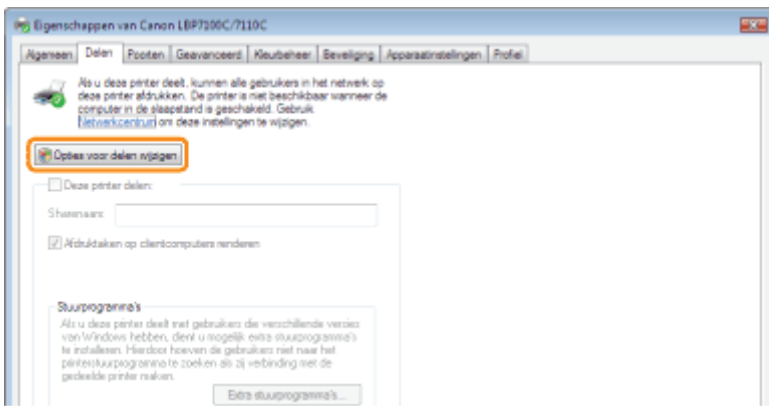 Eigenschappen van Canon LBP7100C/7110C
Algemeen Delen Poorten Geavanceerd Kleurbeheer Beveiliging Apparaatinstellingen Profiel
Als u deze printer deelt, kunnen alle gebruikers in het netwerk op
deze printer afdrukken. De printer is niet beschikbaar wanneer de
computer in de slaapstand is geschakeld. Gebruik
Netwerkcentrum om deze instellingen te wijzigen.
Opties voor delen wijzigen
Deze printer delen:
Sharenaam:
Afdruktaken op clientcomputers renderen
Stuurprogramma's
Als u deze printer deelt met gebruikers die verschillende versies
van Windows hebben, dient u mogelijk extra stuurprogramma's
te installeren. Hierdoor hoeven de gebruikers niet naar het
printerstuurprogramma te zoeken als zij verbinding met de
gedeelde printer maken.
Extra stuurprogramma's...